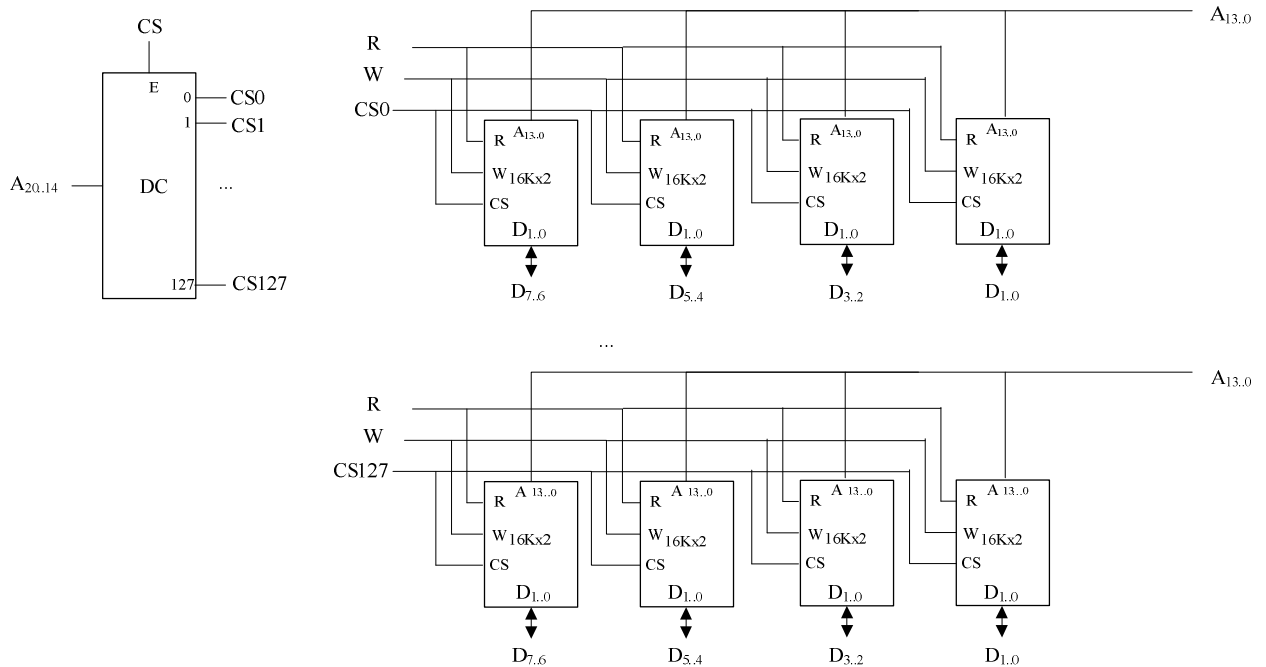 CS
E
0 CS0
1 CS1
A20..14 DC ...
127 CS127
A13..0
R
W
CS0
A13..0 A13..0 A13..0 A13..0
R R R R
W16Kx2 W16Kx2 W16Kx2 W16Kx2
CS CS CS CS
D1..0 D1..0 D1..0 D1..0
D7..6 D5..4 D3..2 D1..0
...
A13..0
R
W
CS127
A 13..0 A 13..0 A 13..0 A 13..0
R R R R
W16Kx2 W16Kx2 W16Kx2 W16Kx2
CS CS CS CS
D1..0 D1..0 D1..0 D1..0
D7..6 D5..4 D3..2 D1..0